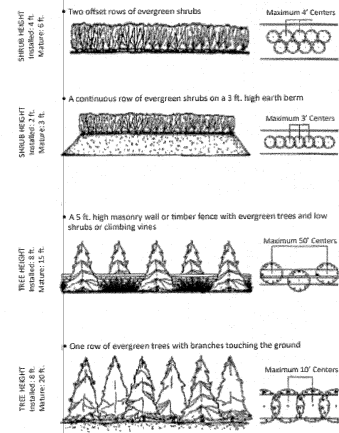 SHRUB HEIGHT
Installed: 4 ft.
Mature: 6 ft.
• Two offset rows of evergreen shrubs
Maximum 4' Centers
SHRUB HEIGHT
Installed: 2 ft.
Mature: 3 ft.
• A continuous row of evergreen shrubs on a 3 ft. high earth berm
Maximum 3' Centers
TREE HEIGHT
Installed: 8 ft.
Mature: 15 ft.
• A 5 ft. high masonry wall or timber fence with evergreen trees and low
shrubs or climbing vines
Maximum 50' Centers
TREE HEIGHT
Installed: 8 ft.
Mature: 20 ft.
• One row of evergreen trees with branches touching the ground
Maximum 10' Centers